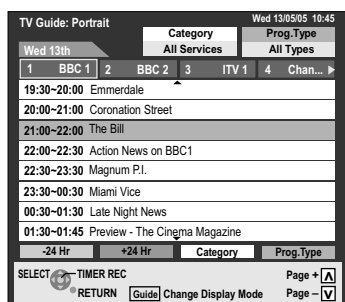 TV Guide: Portrait Wed 13/05/05 10:45
Category Prog.Type
Wed 13th All Services All Types
1 BBC 1 2 BBC 2 3 ITV 1 4 Chan...
19:30~20:00 Emmerdale
20:00~21:00 Coronation Street
21:00~22:00 The Bill
22:00~22:30 Action News on BBC1
22:30~23:30 Magnum P.I.
23:30~00:30 Miami Vice
00:30~01:30 Late Night News
01:30~01:45 Preview - The Cinema Magazine
-24 Hr +24 Hr Category Prog.Type
SELECT TIMER REC Page +
RETURN Guide Change Display Mode Page –